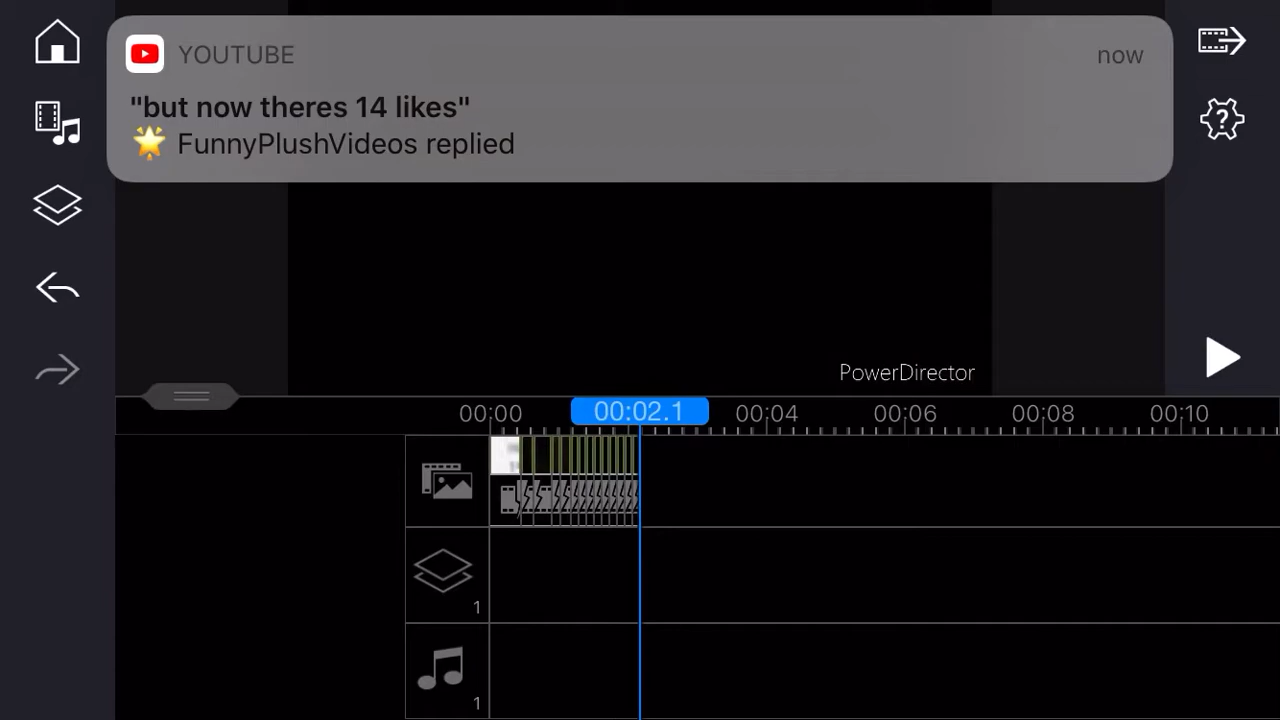 YOUTUBE now
"but now theres 14 likes"
🌟 FunnyPlushVideos replied
PowerDirector
00:00 00:02.1 00:04 00:06 00:08 00:10
1
1